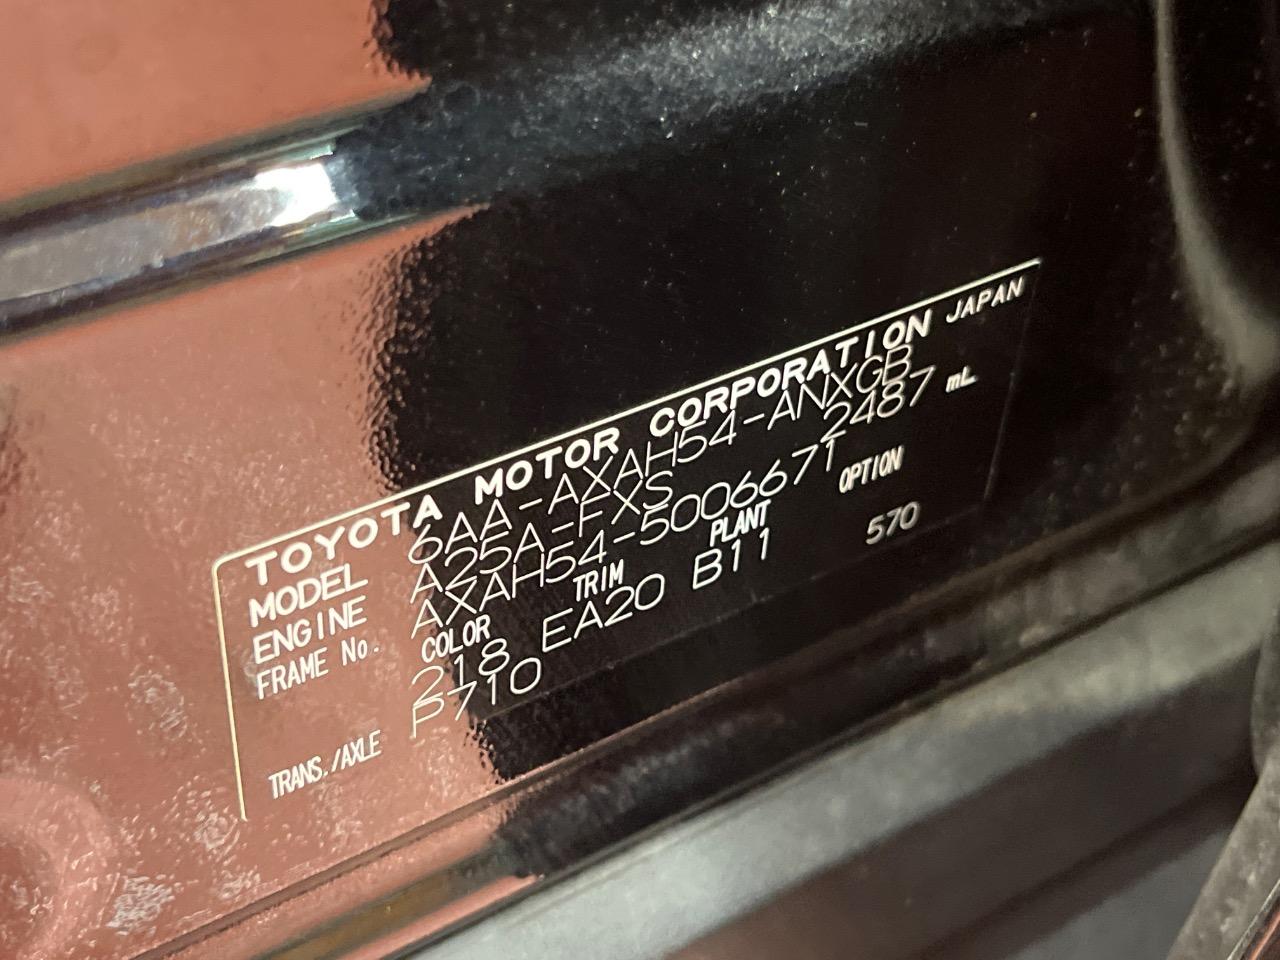 TOYOTA MOTOR CORPORATION JAPAN
MODEL 6AA-AXAH54-ANXGB
ENGINE A25A-FXS 2487 mL
FRAME No. AXAH54-5006671
COLOR TRIM PLANT OPTION
218 EA20 B11 570
TRANS./AXLE P710